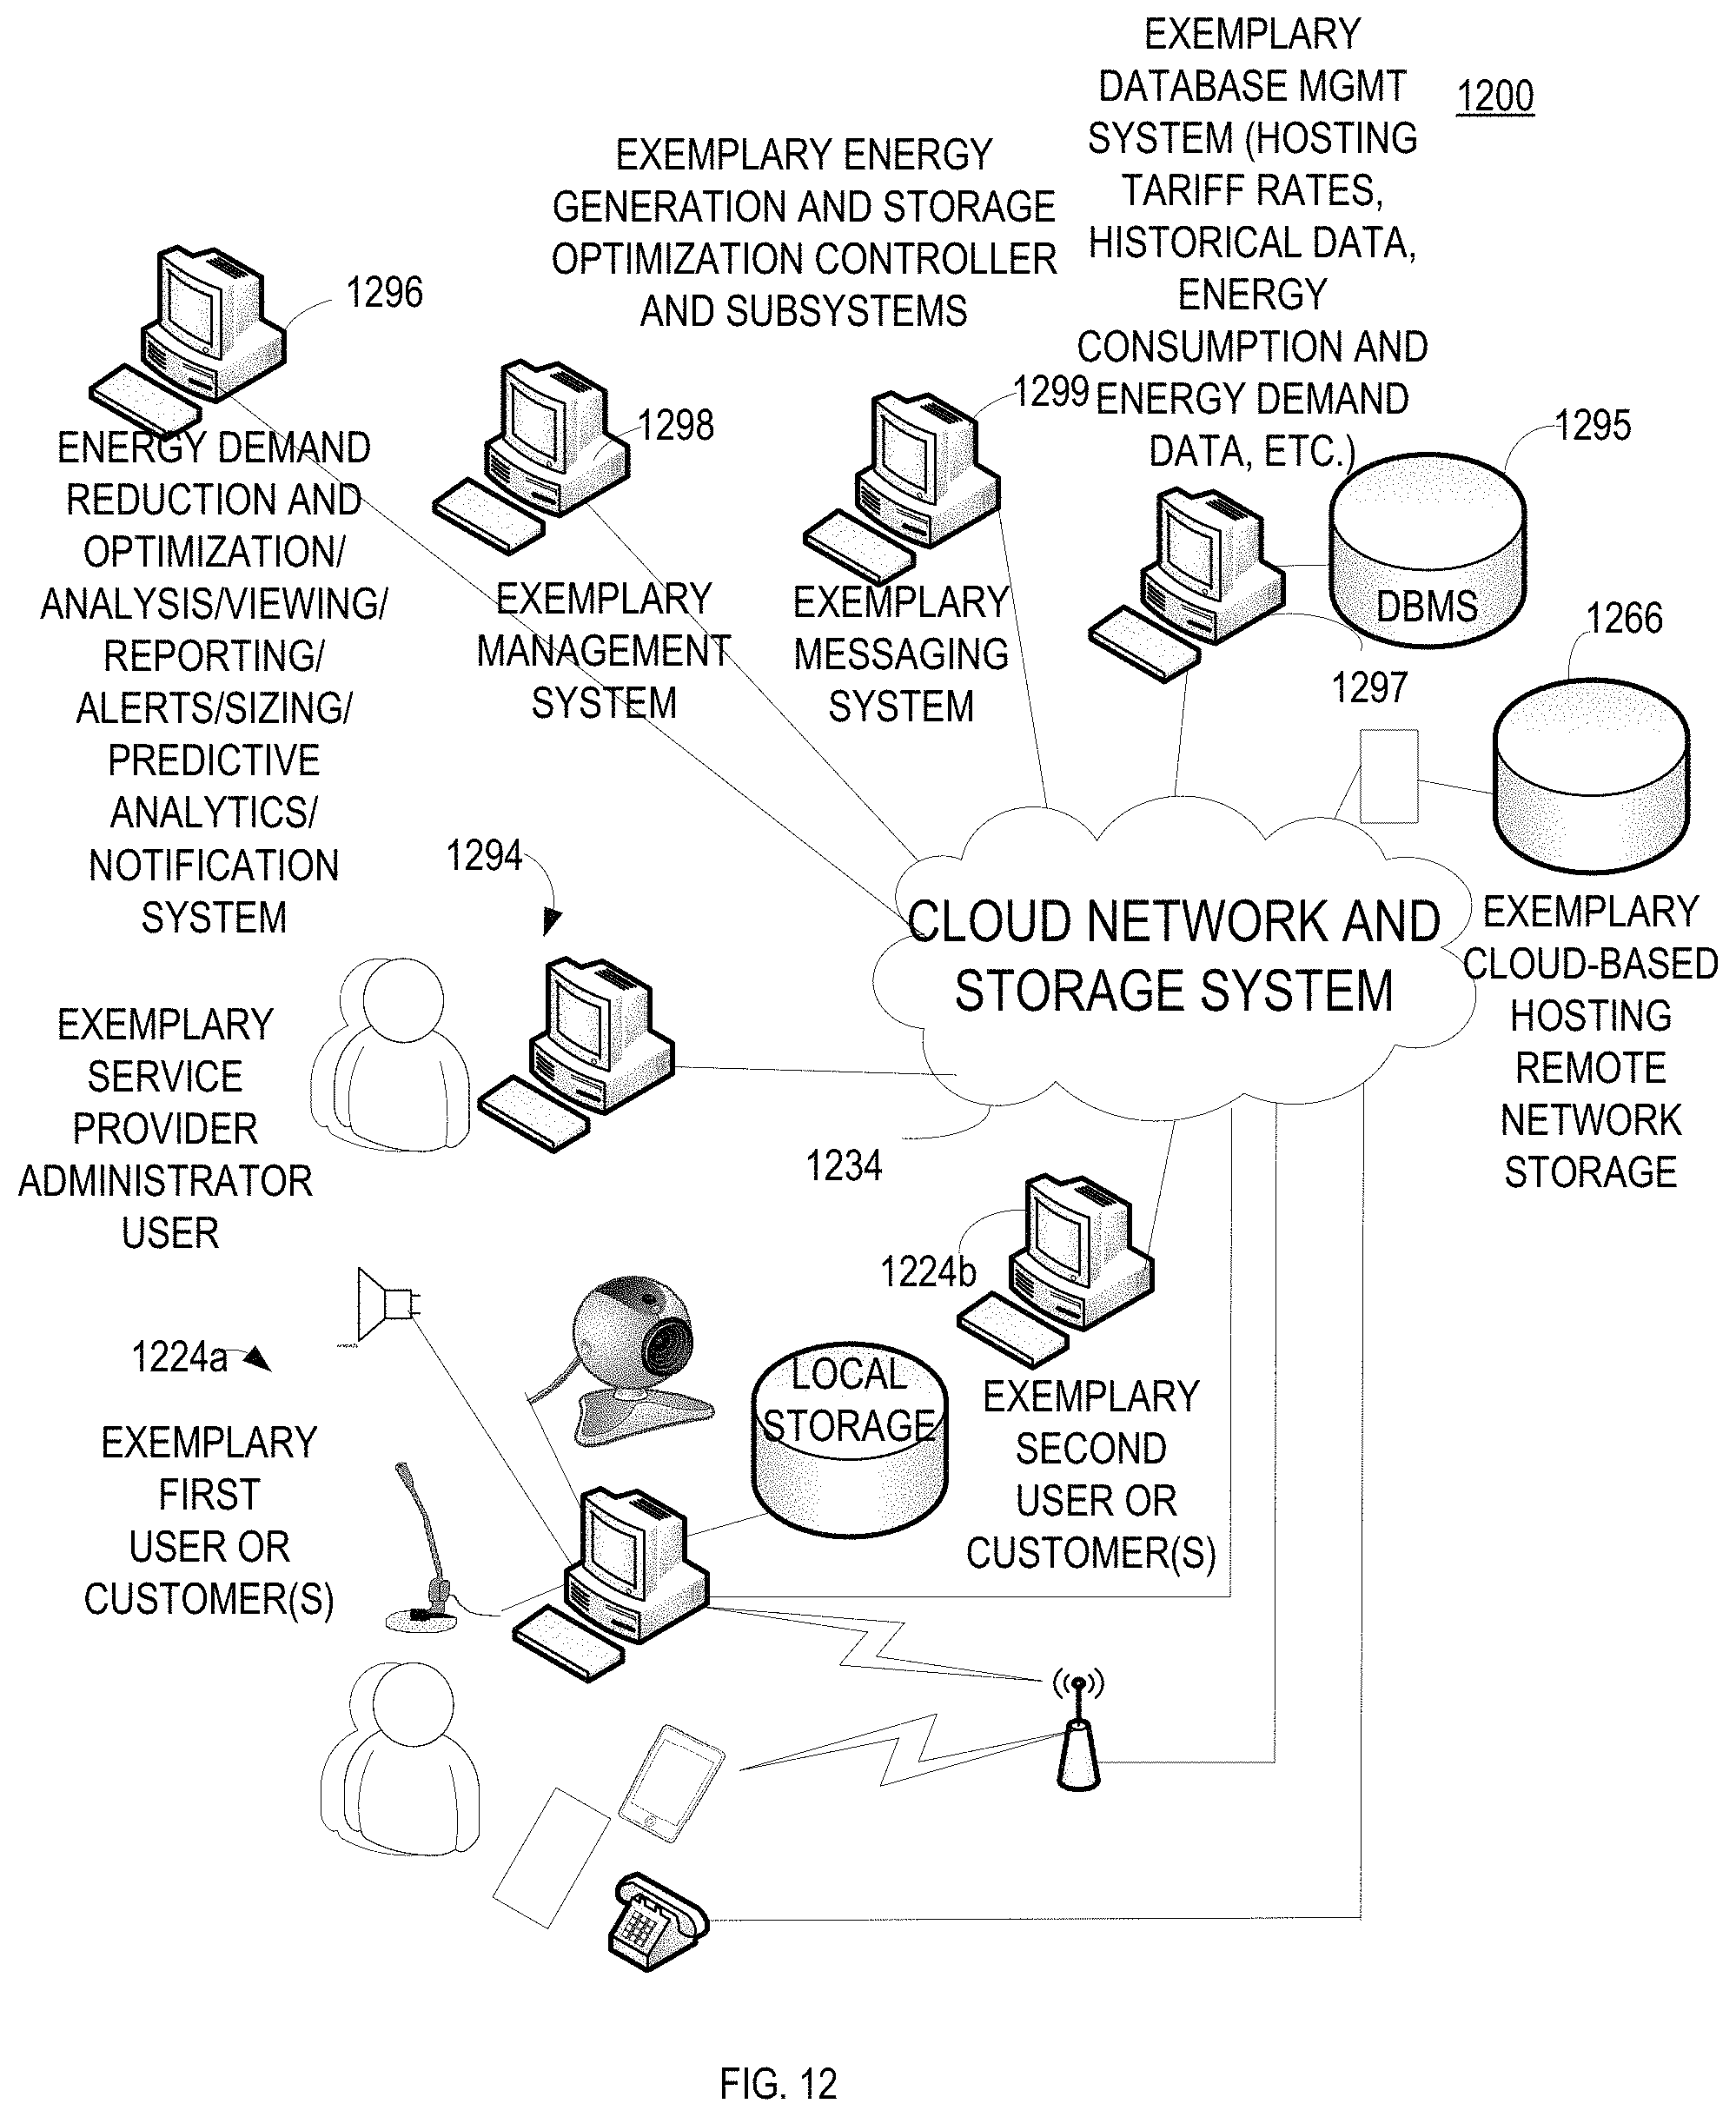 EXEMPLARY
DATABASE MGMT
SYSTEM (HOSTING
TARIFF RATES,
HISTORICAL DATA,
ENERGY
CONSUMPTION AND
ENERGY DEMAND
DATA, ETC.)
1200
EXEMPLARY ENERGY
GENERATION AND STORAGE
OPTIMIZATION CONTROLLER
AND SUBSYSTEMS
1296
1298
1299
1295
DBMS
1297
1266
ENERGY DEMAND
REDUCTION AND
OPTIMIZATION/
ANALYSIS/VIEWING/
REPORTING/
ALERTS/SIZING/
PREDICTIVE
ANALYTICS/
NOTIFICATION
SYSTEM
EXEMPLARY
MANAGEMENT
SYSTEM
EXEMPLARY
MESSAGING
SYSTEM
1294
CLOUD NETWORK AND
STORAGE SYSTEM
EXEMPLARY
CLOUD-BASED
HOSTING
REMOTE
NETWORK
STORAGE
EXEMPLARY
SERVICE
PROVIDER
ADMINISTRATOR
USER
1234
1224b
1224a
LOCAL
STORAGE
EXEMPLARY
SECOND
USER OR
CUSTOMER(S)
EXEMPLARY
FIRST
USER OR
CUSTOMER(S)
FIG. 12